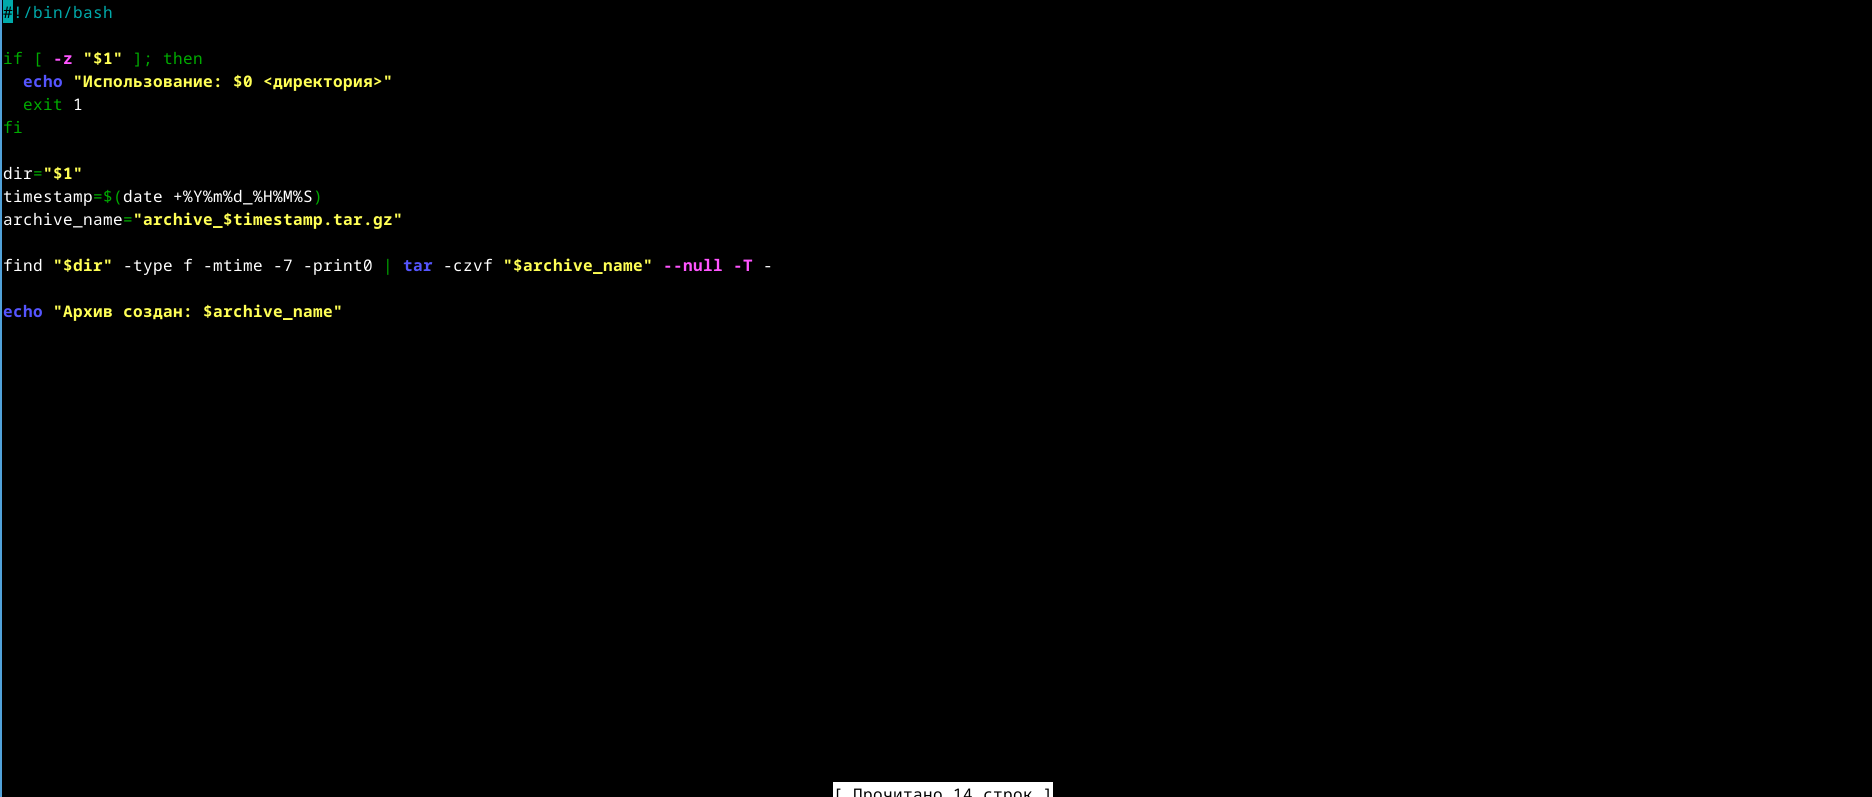 #!/bin/bash
if [ -z "$1" ]; then
echo "Использование: $0 <директория>"
exit 1
fi
dir="$1"
timestamp=$(date +%Y%m%d_%H%M%S)
archive_name="archive_$timestamp.tar.gz"
find "$dir" -type f -mtime -7 -print0 | tar -czvf "$archive_name" --null -T -
echo "Архив создан: $archive_name"
[ Прочитано 14 строк ]